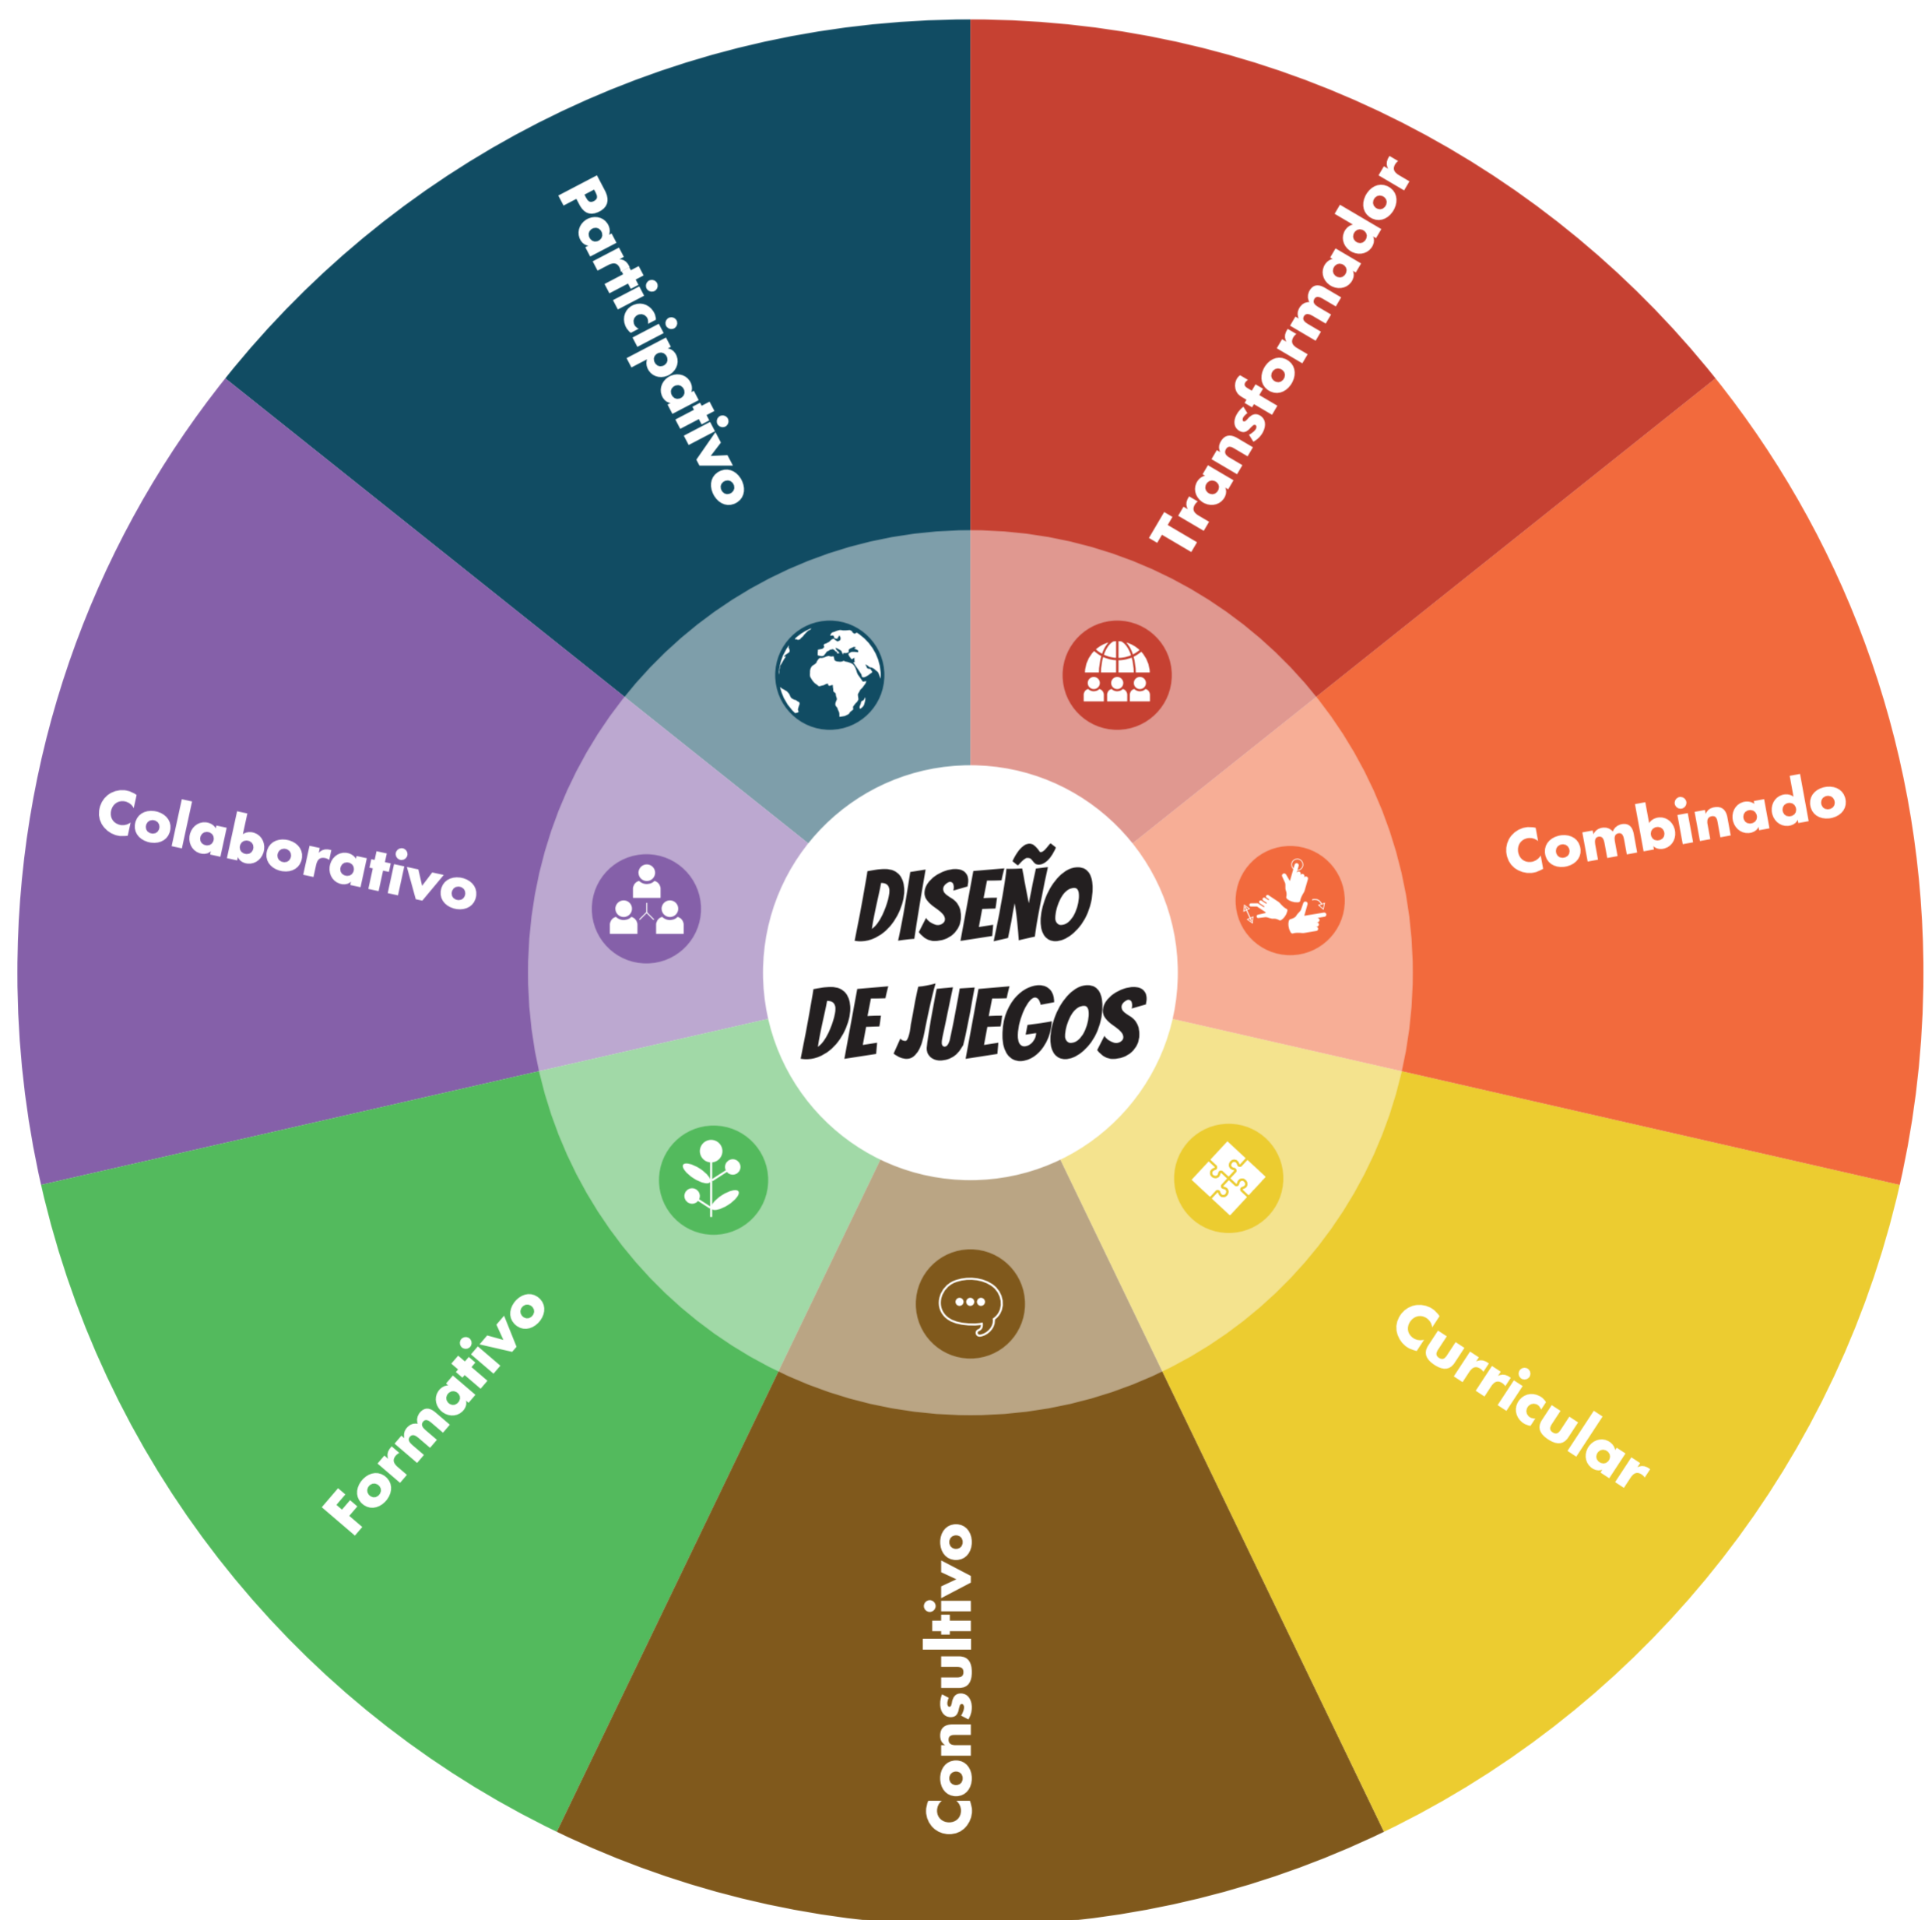 DISEÑO
DE JUEGOS
Transformador
Combinado
Curricular
Consultivo
Formativo
Colaborativo
Participativo